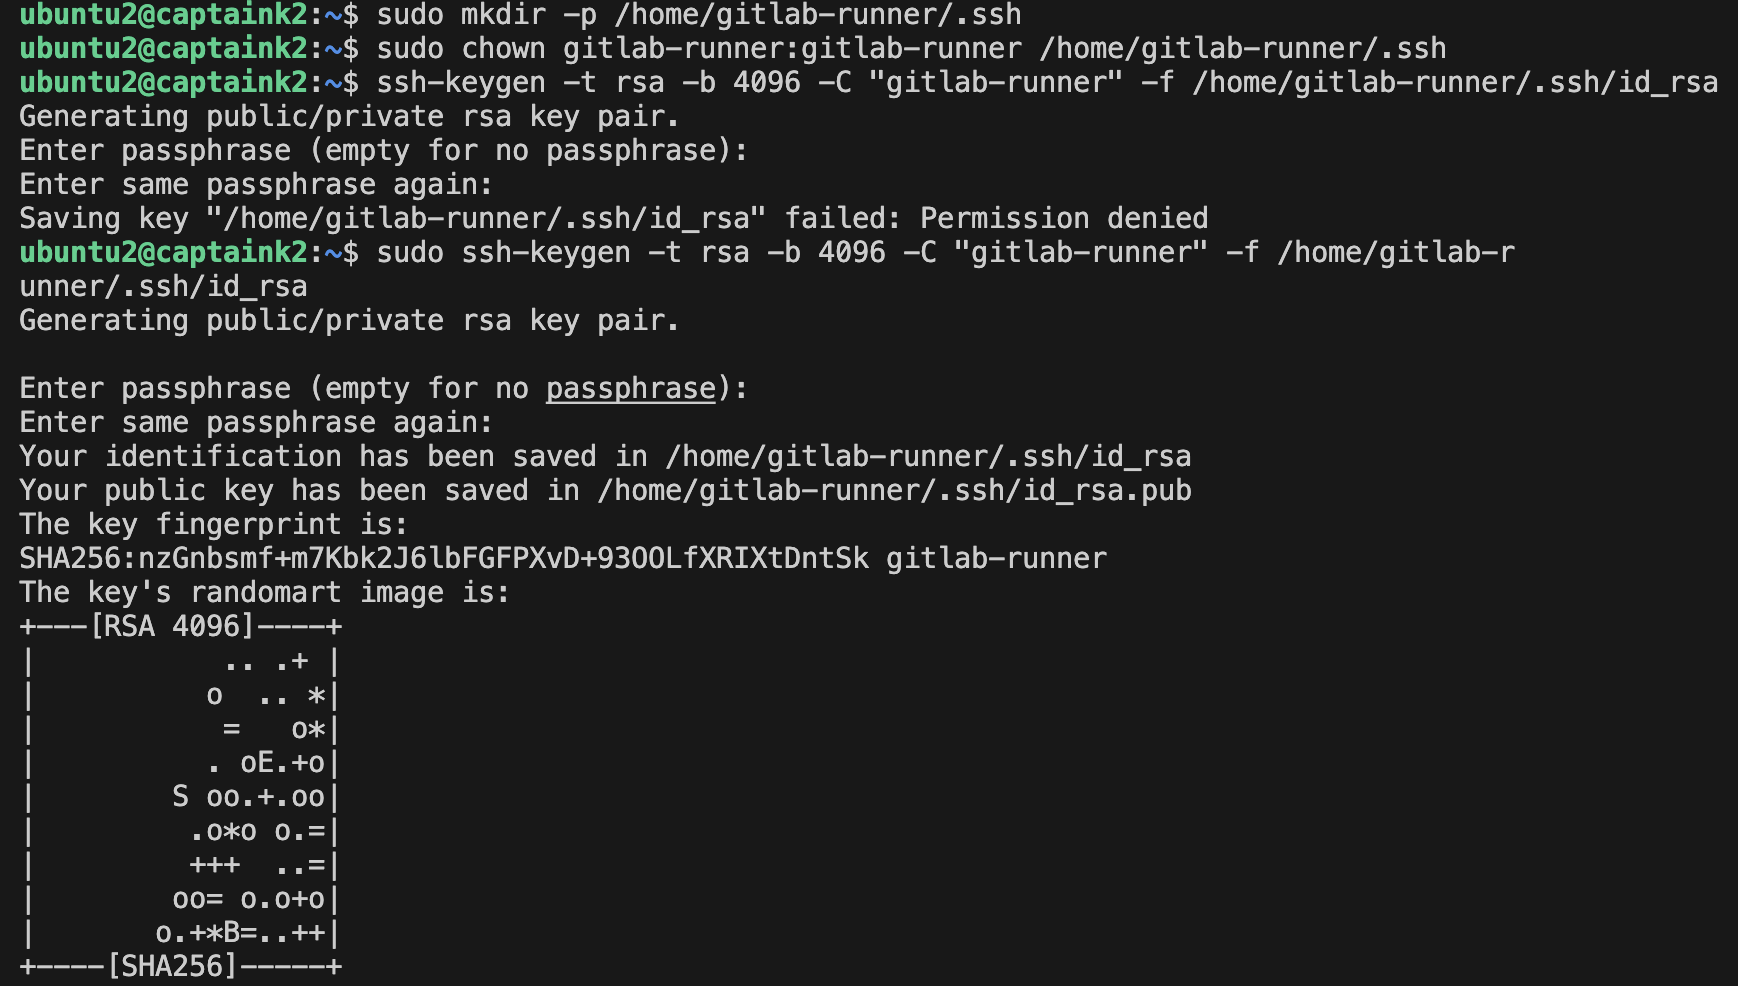 ubuntu2@captaink2:~$ sudo mkdir -p /home/gitlab-runner/.ssh
ubuntu2@captaink2:~$ sudo chown gitlab-runner:gitlab-runner /home/gitlab-runner/.ssh
ubuntu2@captaink2:~$ ssh-keygen -t rsa -b 4096 -C "gitlab-runner" -f /home/gitlab-runner/.ssh/id_rsa
Generating public/private rsa key pair.
Enter passphrase (empty for no passphrase):
Enter same passphrase again:
Saving key "/home/gitlab-runner/.ssh/id_rsa" failed: Permission denied
ubuntu2@captaink2:~$ sudo ssh-keygen -t rsa -b 4096 -C "gitlab-runner" -f /home/gitlab-r
unner/.ssh/id_rsa
Generating public/private rsa key pair.

Enter passphrase (empty for no passphrase):
Enter same passphrase again:
Your identification has been saved in /home/gitlab-runner/.ssh/id_rsa
Your public key has been saved in /home/gitlab-runner/.ssh/id_rsa.pub
The key fingerprint is:
SHA256:nzGnbsmf+m7Kbk2J6lbFGFPXvD+93OOLfXRIXtDntSk gitlab-runner
The key's randomart image is:
+---[RSA 4096]----+
|           .. .+ |
|          o  .. *|
|           =   o*|
|          . oE.+o|
|        S oo.+.oo|
|         .o*o o.=|
|         +++  ..=|
|        oo= o.o+o|
|       o.+*B=..++|
+----[SHA256]-----+